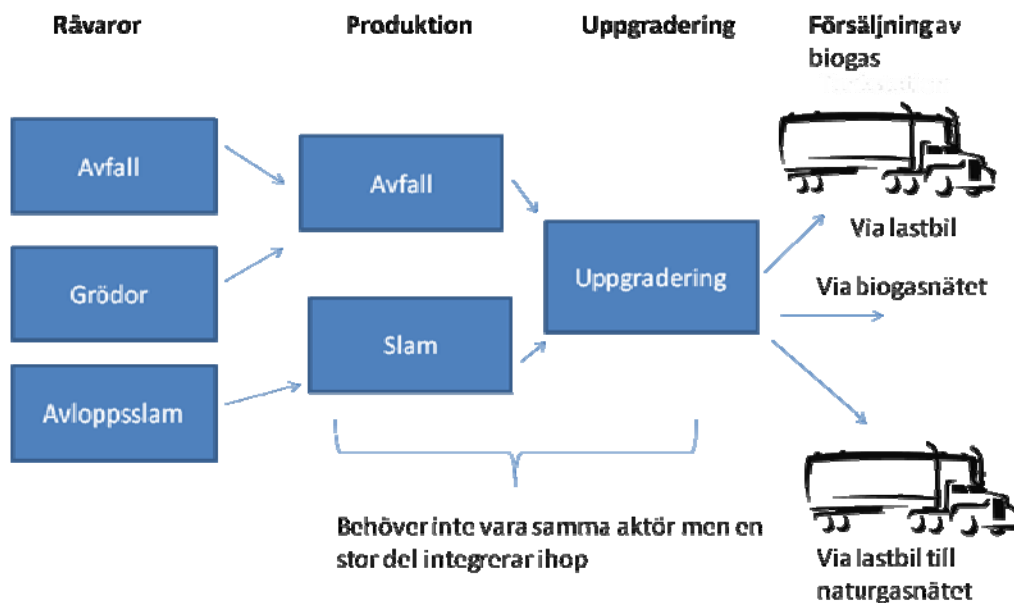 Råvaror
Produktion
Uppgradering
Försäljning av
biogas
Avfall
Grödor
Avloppsslam
Avfall
Slam
Uppgradering
Via lastbil
Via biogasnätet
Via lastbil till
naturgasnätet
Behöver inte vara samma aktör men en
stor del integrerar ihop